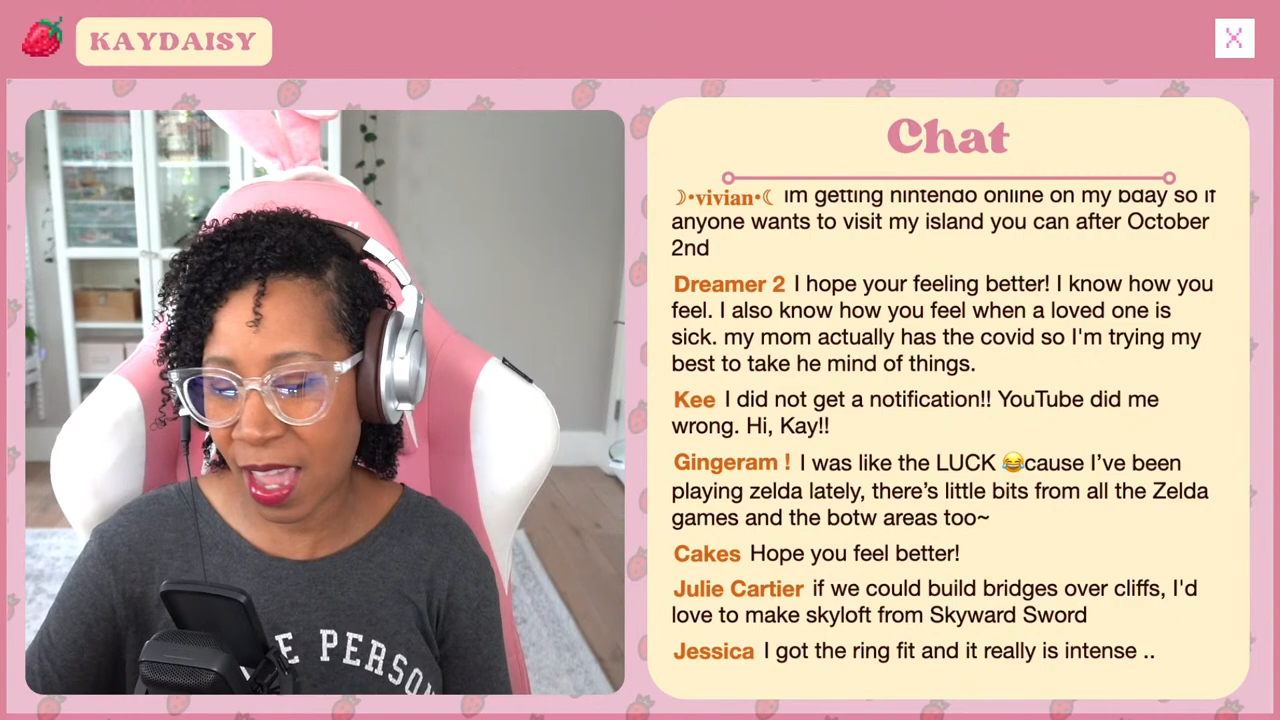 KAYDAISY
Chat
☽•vivian•☾ im getting nintendo online on my bday so if
anyone wants to visit my island you can after October
2nd
Dreamer 2 I hope your feeling better! I know how you
feel. I also know how you feel when a loved one is
sick. my mom actually has the covid so I'm trying my
best to take he mind of things.
Kee I did not get a notification!! YouTube did me
wrong. Hi, Kay!!
Gingeram ! I was like the LUCK 😂cause I’ve been
playing zelda lately, there’s little bits from all the Zelda
games and the botw areas too~
Cakes Hope you feel better!
Julie Cartier if we could build bridges over cliffs, I'd
love to make skyloft from Skyward Sword
Jessica I got the ring fit and it really is intense ..